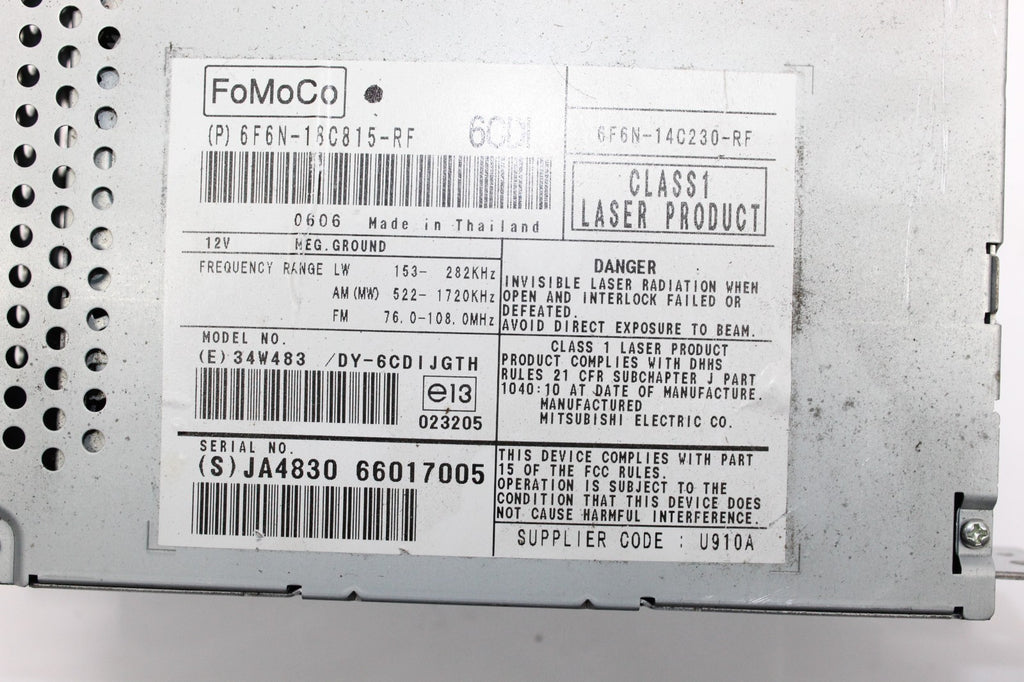 FoMoCo
(P) 6F6N-18C815-RF 6CDI
0606 Made in Thailand
6F6N-14C230-RF
CLASS1
LASER PRODUCT
12V NEG.GROUND
FREQUENCY RANGE LW 153- 282KHz
AM(MW) 522- 1720KHz
FM 76.0-108.0MHz
MODEL NO.
(E) 34W483 /DY-6CDIJGTH
e13
023205
SERIAL NO.
(S) JA4830 66017005
DANGER
INVISIBLE LASER RADIATION WHEN
OPEN AND INTERLOCK FAILED OR
DEFEATED.
AVOID DIRECT EXPOSURE TO BEAM.
CLASS 1 LASER PRODUCT
PRODUCT COMPLIES WITH DHHS
RULES 21 CFR SUBCHAPTER J PART
1040:10 AT DATE OF MANUFACTURE.
MANUFACTURED
MITSUBISHI ELECTRIC CO.
THIS DEVICE COMPLIES WITH PART
15 OF THE FCC RULES.
OPERATION IS SUBJECT TO THE
CONDITION THAT THIS DEVICE DOES
NOT CAUSE HARMFUL INTERFERENCE.
SUPPLIER CODE : U910A